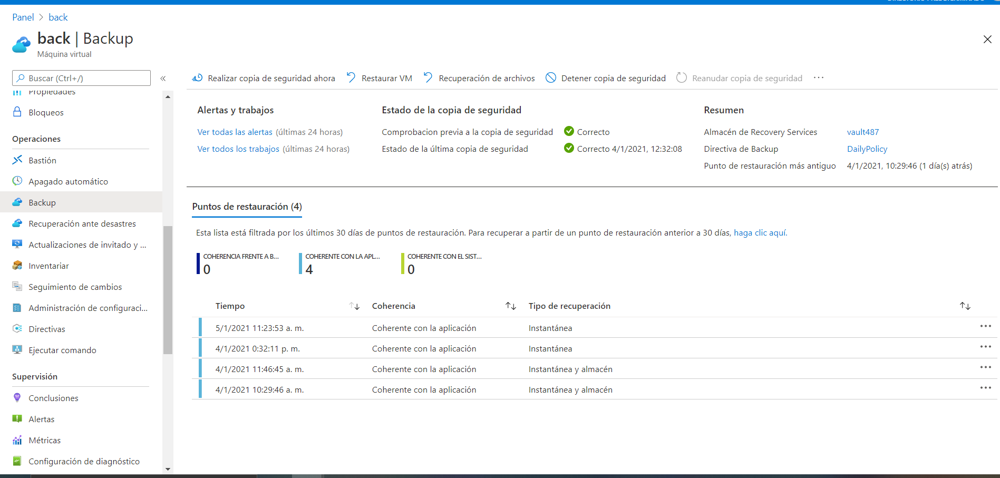 Panel > back
back | Backup
Máquina virtual
Buscar (Ctrl+/)
«
Propiedades
Bloqueos
Operaciones
Bastión
Apagado automático
Backup
Recuperación ante desastres
Actualizaciones de invitado y ...
Inventariar
Seguimiento de cambios
Administración de configuraci...
Directivas
Ejecutar comando
Supervisión
Conclusiones
Alertas
Métricas
Configuración de diagnóstico
Realizar copia de seguridad ahora Restaurar VM Recuperación de archivos Detener copia de seguridad Reanudar copia de seguridad ...
Alertas y trabajos
Ver todas las alertas (últimas 24 horas)
Ver todos los trabajos (últimas 24 horas)
Estado de la copia de seguridad
Comprobacion previa a la copia de seguridad Correcto
Estado de la última copia de seguridad Correcto 4/1/2021, 12:32:08
Resumen
Almacén de Recovery Services vault487
Directiva de Backup DailyPolicy
Punto de restauración más antiguo 4/1/2021, 10:29:46 (1 día(s) atrás)
Puntos de restauración (4)
Esta lista está filtrada por los últimos 30 días de puntos de restauración. Para recuperar a partir de un punto de restauración anterior a 30 días, haga clic aquí.
COHERENCIA FRENTE A B...
0
COHERENTE CON LA APL...
4
COHERENTE CON EL SIST...
0
Tiempo Coherencia Tipo de recuperación
5/1/2021 11:23:53 a. m. Coherente con la aplicación Instantánea
4/1/2021 0:32:11 p. m. Coherente con la aplicación Instantánea
4/1/2021 11:46:45 a. m. Coherente con la aplicación Instantánea y almacén
4/1/2021 10:29:46 a. m. Coherente con la aplicación Instantánea y almacén